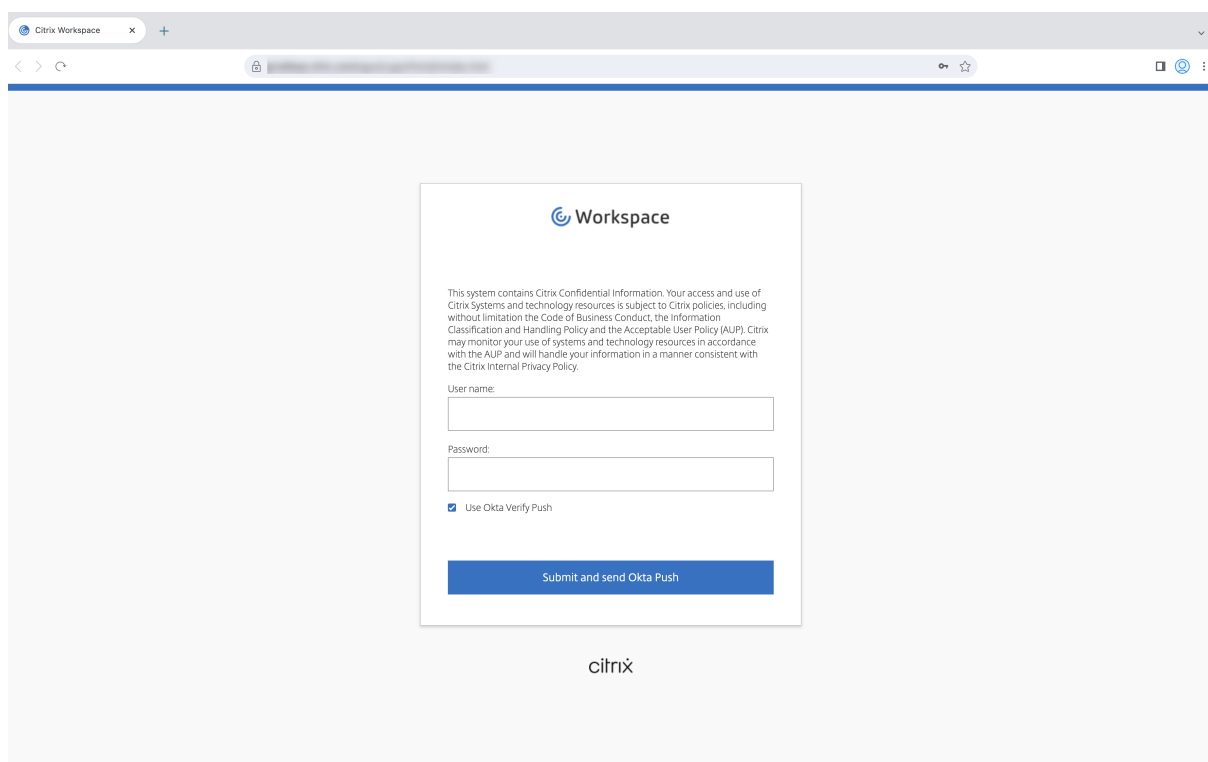 Citrix Workspace
Workspace
This system contains Citrix Confidential Information. Your access and use of
Citrix Systems and technology resources is subject to Citrix policies, including
without limitation the Code of Business Conduct, the Information
Classification and Handling Policy and the Acceptable User Policy (AUP). Citrix
may monitor your use of systems and technology resources in accordance
with the AUP and will handle your information in a manner consistent with
the Citrix Internal Privacy Policy.
User name:
Password:
Use Okta Verify Push
Submit and send Okta Push
citrix